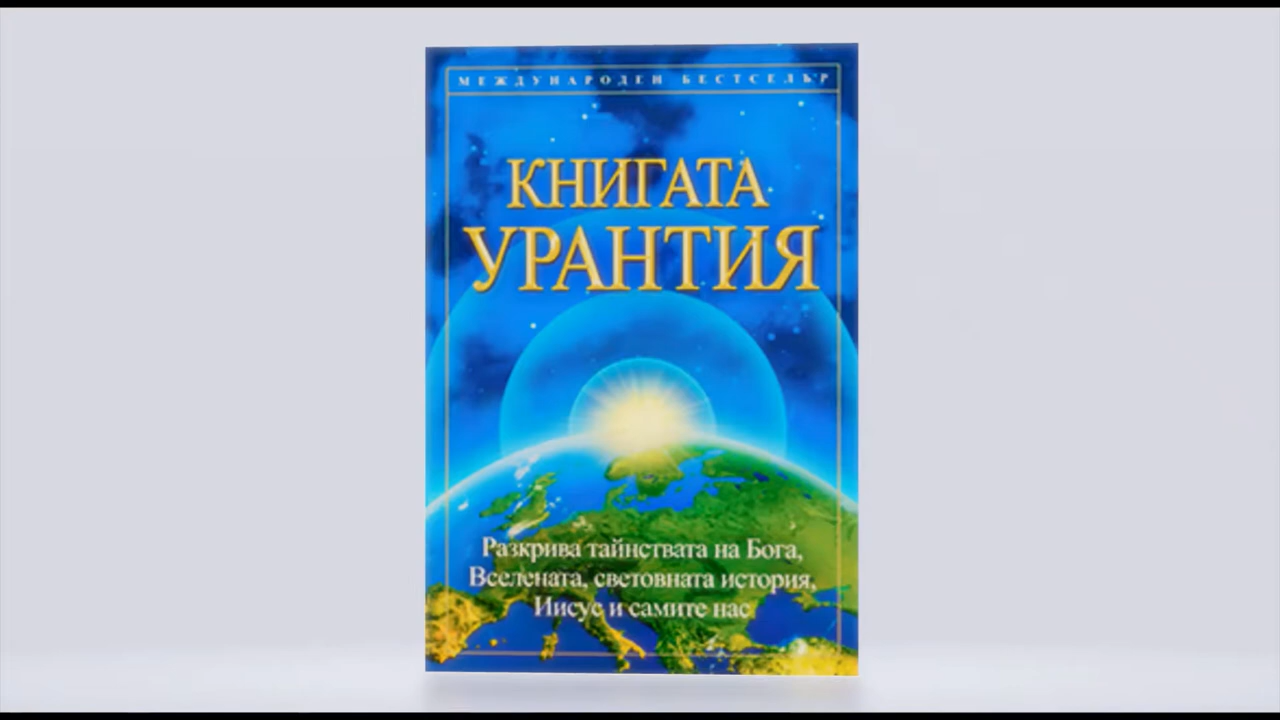 МЕЖДУНАРОДЕН БЕСТСЕЛЪР
КНИГАТА
УРАНТИЯ
Разкрива тайнствата на Бога,
Вселената, световната история,
Иисус и самите нас